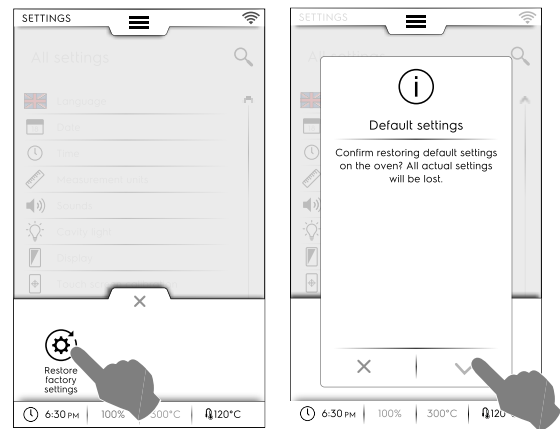 SETTINGS
All settings
Language
Date
Time
Measurement units
Sounds
Cavity light
Display
Restore
factory
settings
6:30 PM
100%
300°C
120°C
SETTINGS
Default settings
Confirm restoring default settings
on the oven? All actual settings
will be lost.
6:30 PM
100%
300°C
120